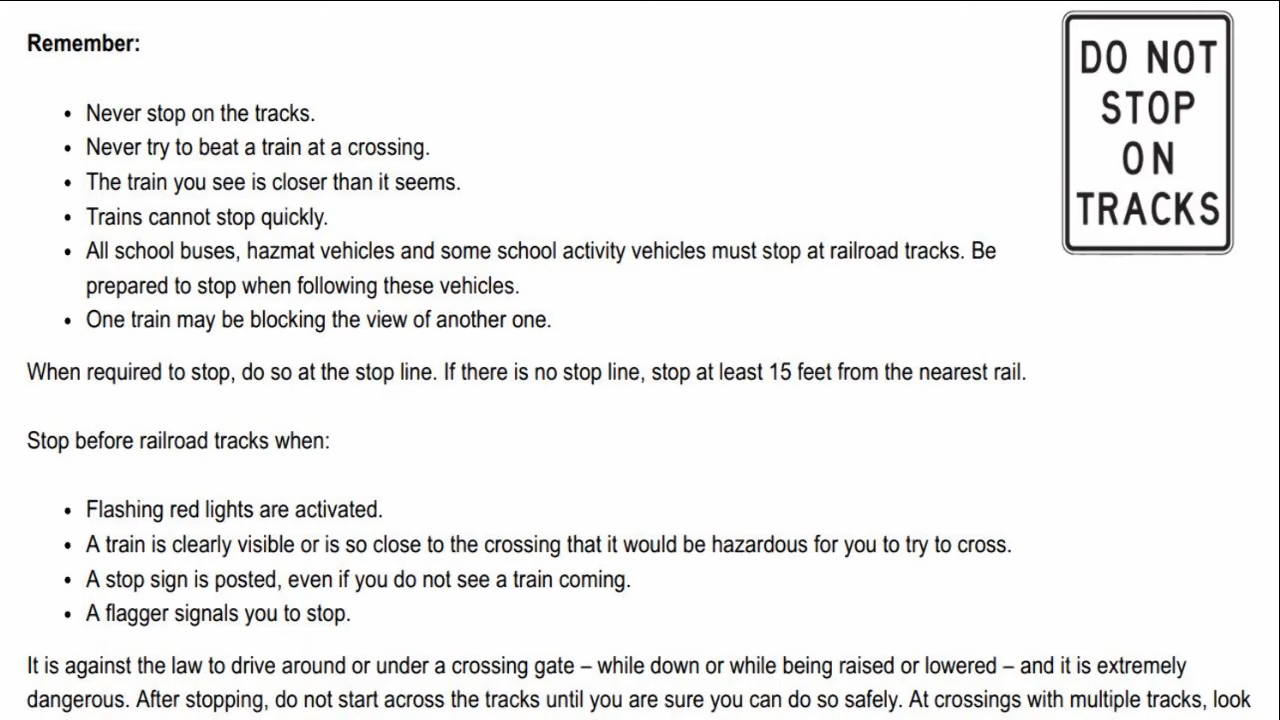 Remember:
DO NOT
STOP
ON
TRACKS
• Never stop on the tracks.
• Never try to beat a train at a crossing.
• The train you see is closer than it seems.
• Trains cannot stop quickly.
• All school buses, hazmat vehicles and some school activity vehicles must stop at railroad tracks. Be
prepared to stop when following these vehicles.
• One train may be blocking the view of another one.
When required to stop, do so at the stop line. If there is no stop line, stop at least 15 feet from the nearest rail.
Stop before railroad tracks when:
• Flashing red lights are activated.
• A train is clearly visible or is so close to the crossing that it would be hazardous for you to try to cross.
• A stop sign is posted, even if you do not see a train coming.
• A flagger signals you to stop.
It is against the law to drive around or under a crossing gate – while down or while being raised or lowered – and it is extremely
dangerous. After stopping, do not start across the tracks until you are sure you can do so safely. At crossings with multiple tracks, look